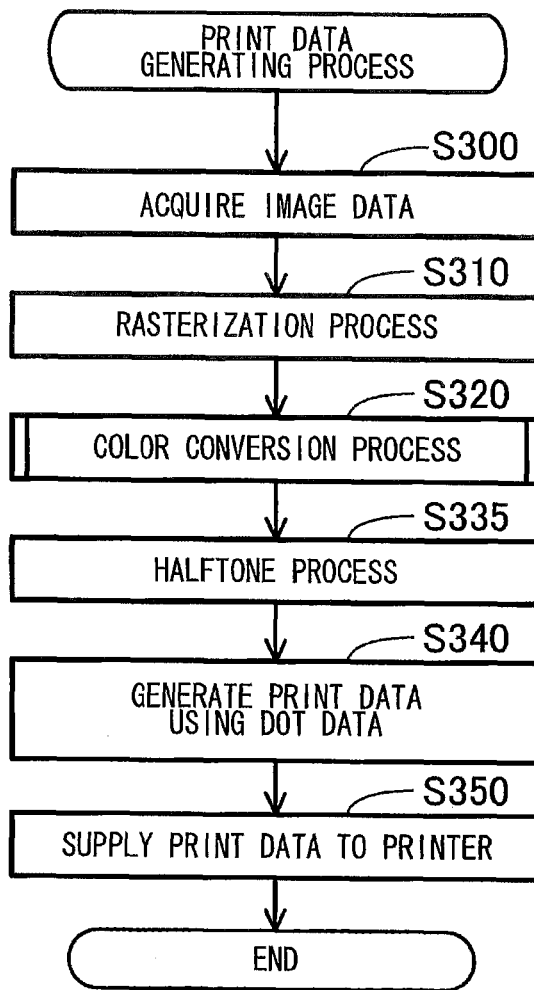 PRINT DATA
GENERATING PROCESS
S300
ACQUIRE IMAGE DATA
S310
RASTERIZATION PROCESS
S320
COLOR CONVERSION PROCESS
S335
HALFTONE PROCESS
S340
GENERATE PRINT DATA
USING DOT DATA
S350
SUPPLY PRINT DATA TO PRINTER
END